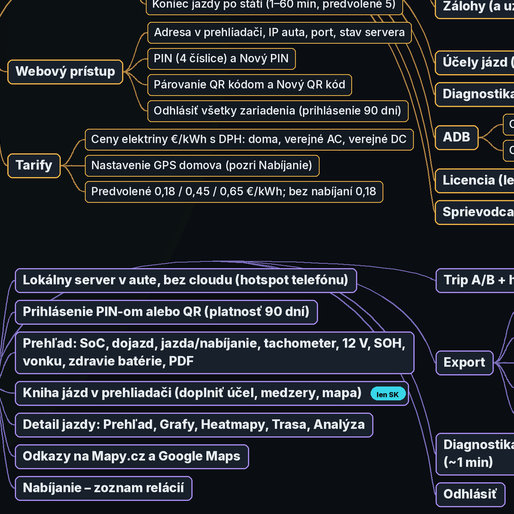 Koniec jazdy po státí (1–60 min, predvolené 5)
Adresa v prehliadači, IP auta, port, stav servera
Webový prístup
PIN (4 číslice) a Nový PIN
Párovanie QR kódom a Nový QR kód
Odhlásiť všetky zariadenia (prihlásenie 90 dní)
Ceny elektriny €/kWh s DPH: doma, verejné AC, verejné DC
Tarify
Nastavenie GPS domova (pozri Nabíjanie)
Predvolené 0,18 / 0,45 / 0,65 €/kWh; bez nabíjaní 0,18
Zálohy (a
Účely jázd (
Diagnostika
ADB
Licencia (le
Sprievodca
Lokálny server v aute, bez cloudu (hotspot telefónu)
Prihlásenie PIN-om alebo QR (platnosť 90 dní)
Prehľad: SoC, dojazd, jazda/nabíjanie, tachometer, 12 V, SOH,
vonku, zdravie batérie, PDF
Kniha jázd v prehliadači (doplniť účel, medzery, mapa)
len SK
Detail jazdy: Prehľad, Grafy, Heatmapy, Trasa, Analýza
Odkazy na Mapy.cz a Google Maps
Nabíjanie – zoznam relácií
Trip A/B + h
Export
Diagnostika
(~1 min)
Odhlásiť